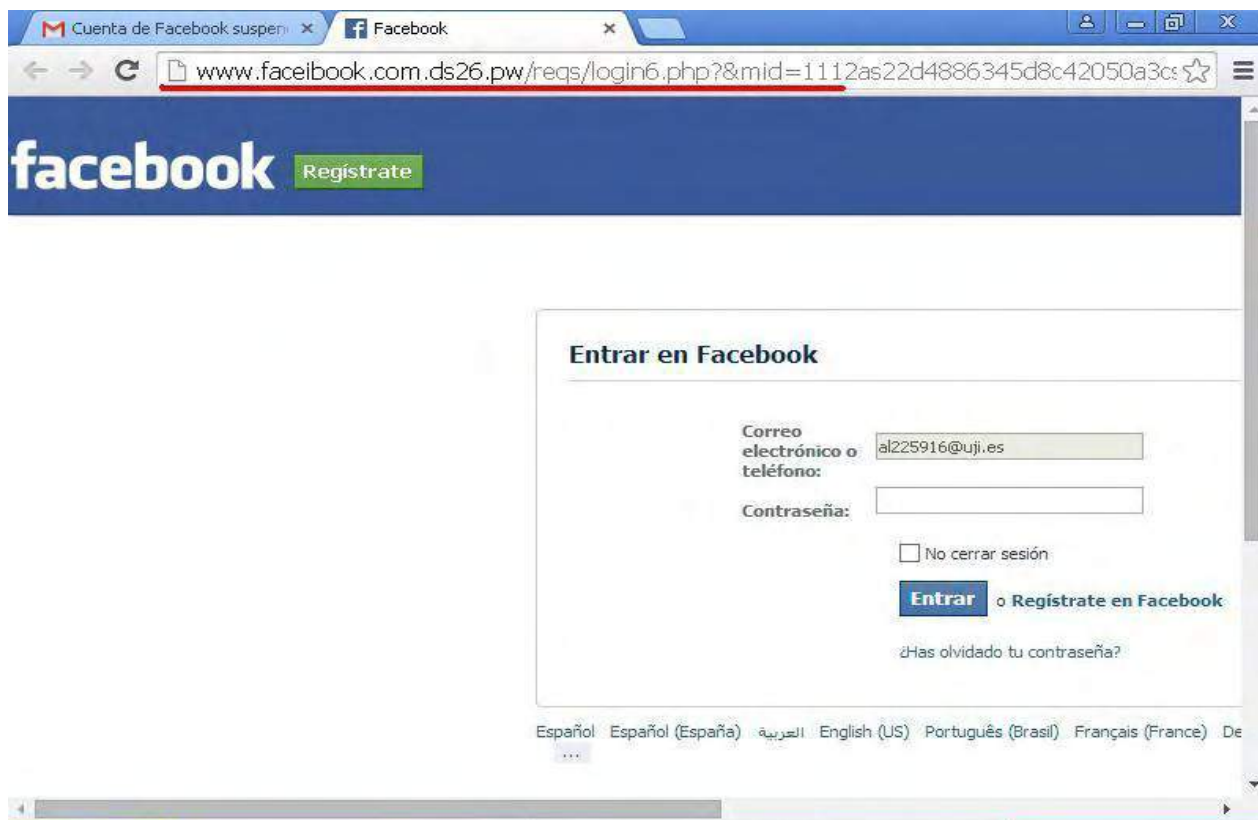 Cuenta de Facebook suspen
Facebook
www.faceibook.com.ds26.pw/reqs/login6.php?&mid=1112as22d4886345d8c42050a3c
facebook Regístrate
Entrar en Facebook
Correo electrónico o teléfono:
al225916@uji.es
Contraseña:
No cerrar sesión
Entrar o Regístrate en Facebook
¿Has olvidado tu contraseña?
Español Español (España) العربية English (US) Português (Brasil) Français (France) De
...